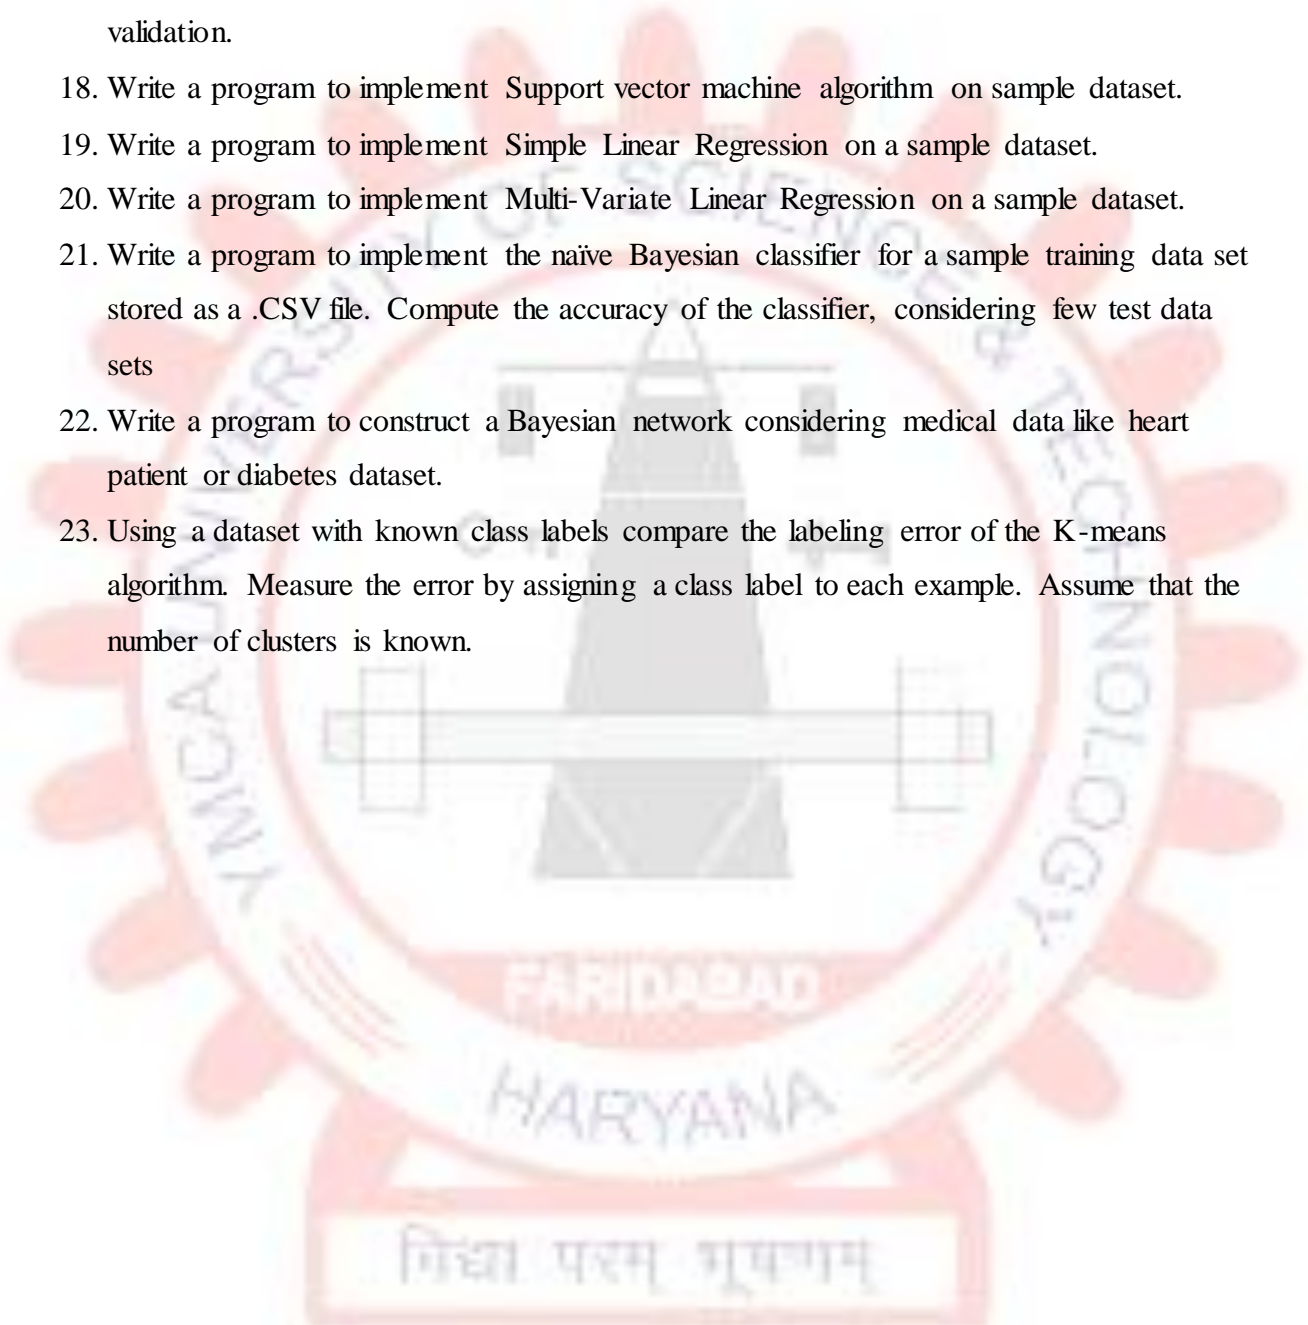 validation.
18. Write a program to implement Support vector machine algorithm on sample dataset.
19. Write a program to implement Simple Linear Regression on a sample dataset.
20. Write a program to implement Multi-Variate Linear Regression on a sample dataset.
21. Write a program to implement the naïve Bayesian classifier for a sample training data set
stored as a .CSV file. Compute the accuracy of the classifier, considering few test data
sets
22. Write a program to construct a Bayesian network considering medical data like heart
patient or diabetes dataset.
23. Using a dataset with known class labels compare the labeling error of the K-means
algorithm. Measure the error by assigning a class label to each example. Assume that the
number of clusters is known.
YMCA UNIVERSITY OF SCIENCE & TECHNOLOGY
FARIDABAD
HARYANA
विद्या परम् भूषणम्